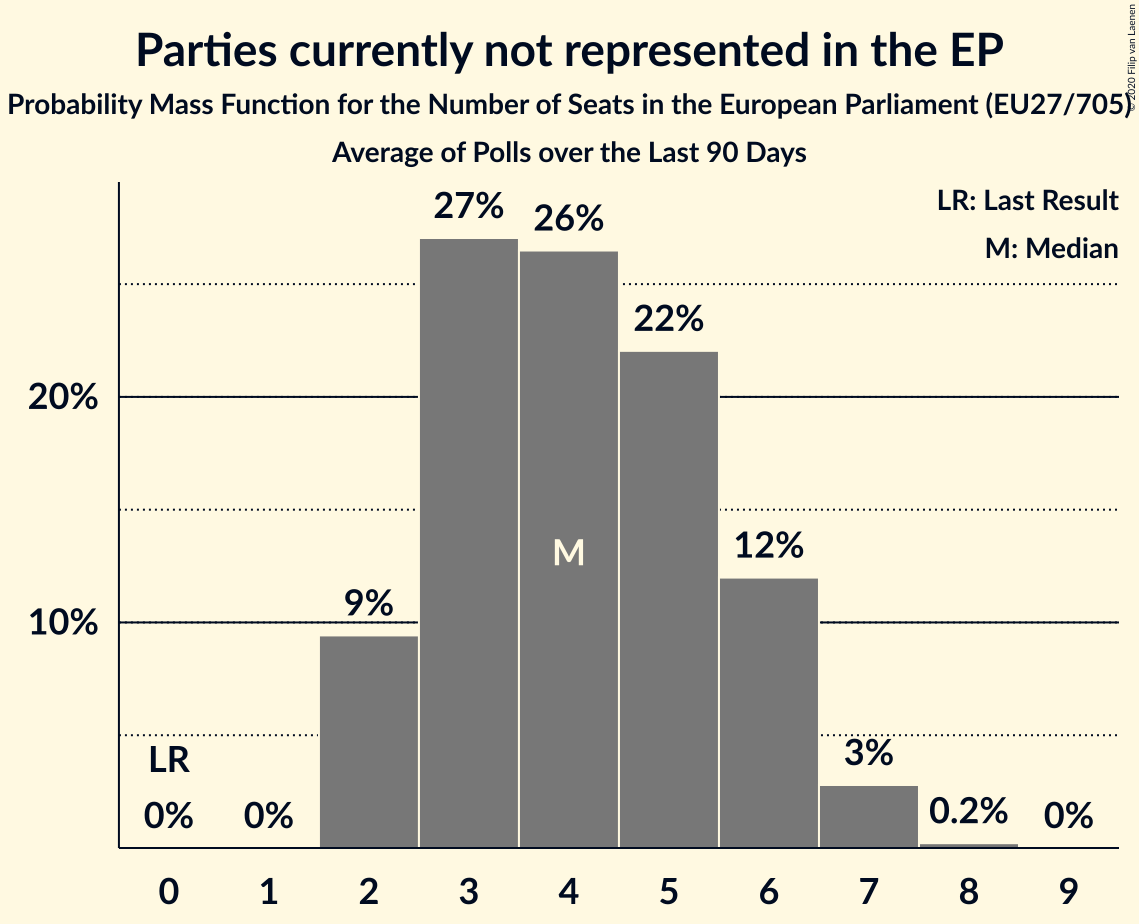 Parties currently not represented in the EP
Probability Mass Function for the Number of Seats in the European Parliament (EU27/705)
Average of Polls over the Last 90 Days
© 2020 Filip van Laenen
LR: Last Result
M: Median
27%
26%
22%
20%
12%
M
9%
10%
LR
3%
0%
0%
0.2%
0%
0 1 2 3 4 5 6 7 8 9